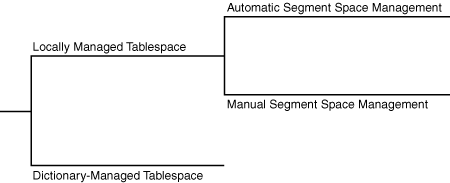 Automatic Segment Space Management
Locally Managed Tablespace
Manual Segment Space Management
Dictionary-Managed Tablespace